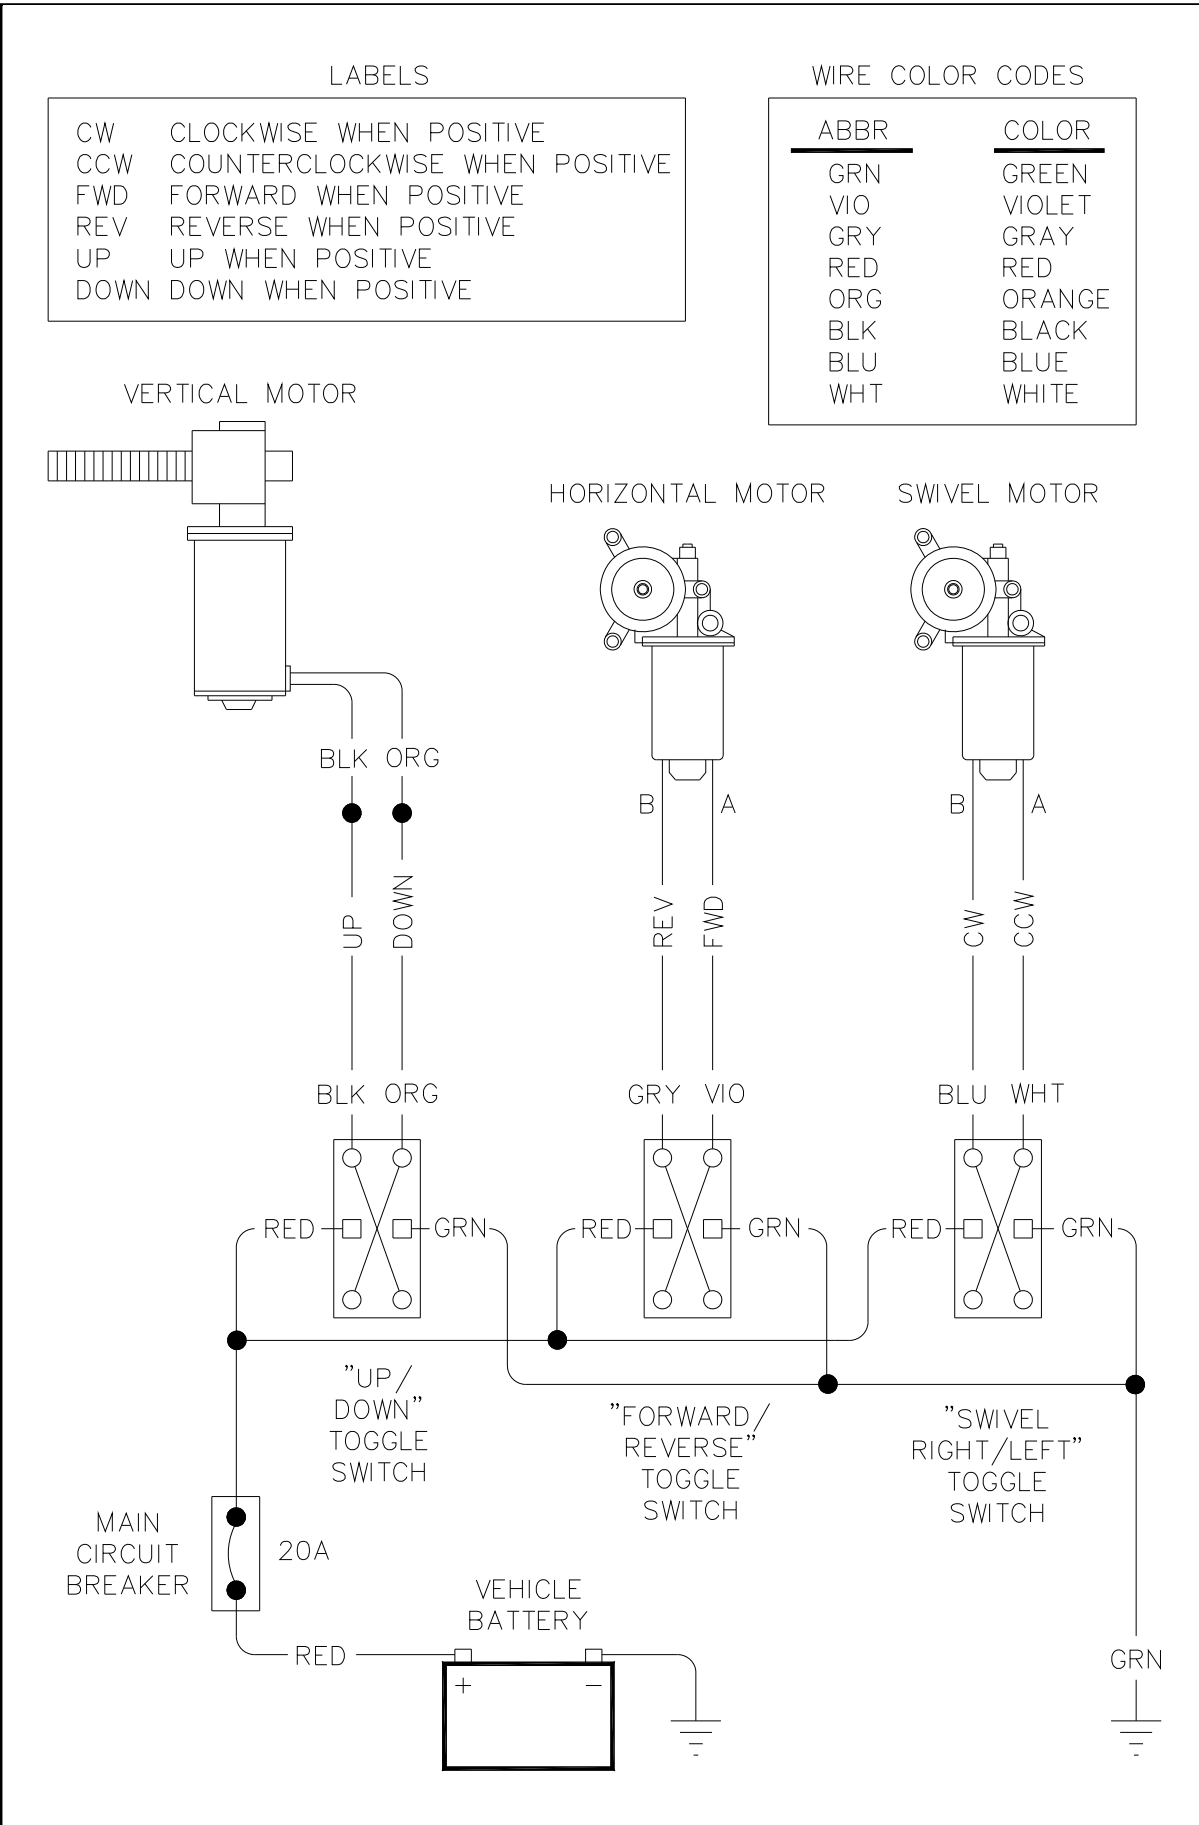 LABELS
CW CLOCKWISE WHEN POSITIVE
CCW COUNTERCLOCKWISE WHEN POSITIVE
FWD FORWARD WHEN POSITIVE
REV REVERSE WHEN POSITIVE
UP UP WHEN POSITIVE
DOWN DOWN WHEN POSITIVE
WIRE COLOR CODES
ABBR COLOR
GRN GREEN
VIO VIOLET
GRY GRAY
RED RED
ORG ORANGE
BLK BLACK
BLU BLUE
WHT WHITE
VERTICAL MOTOR
HORIZONTAL MOTOR
SWIVEL MOTOR
BLK ORG
B A
B A
UP
DOWN
REV
FWD
CW
CCW
BLK ORG
GRY VIO
BLU WHT
RED
GRN
RED
GRN
RED
GRN
"UP/
DOWN"
TOGGLE
SWITCH
"FORWARD/
REVERSE"
TOGGLE
SWITCH
"SWIVEL
RIGHT/LEFT"
TOGGLE
SWITCH
MAIN
CIRCUIT
BREAKER
20A
VEHICLE
BATTERY
RED
+ −
GRN